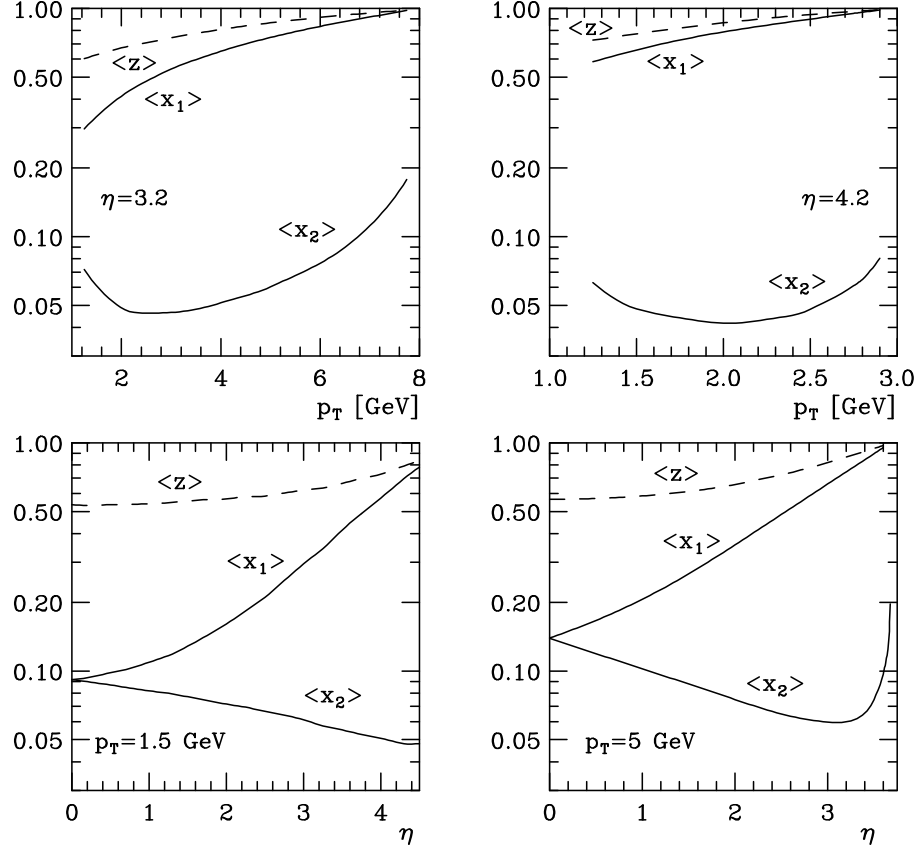 1.00
<z>
<x₁>
0.50
0.20
η=3.2
0.10
<x₂>
0.05
2 4 6 8
p_T [GeV]
1.00
<z>
<x₁>
0.50
0.20
η=4.2
0.10
<x₂>
0.05
1.0 1.5 2.0 2.5 3.0
p_T [GeV]
1.00
<z>
0.50
<x₁>
0.20
0.10
<x₂>
0.05
p_T=1.5 GeV
0 1 2 3 4
η
1.00
<z>
0.50
<x₁>
0.20
0.10
<x₂>
0.05
p_T=5 GeV
0 1 2 3
η